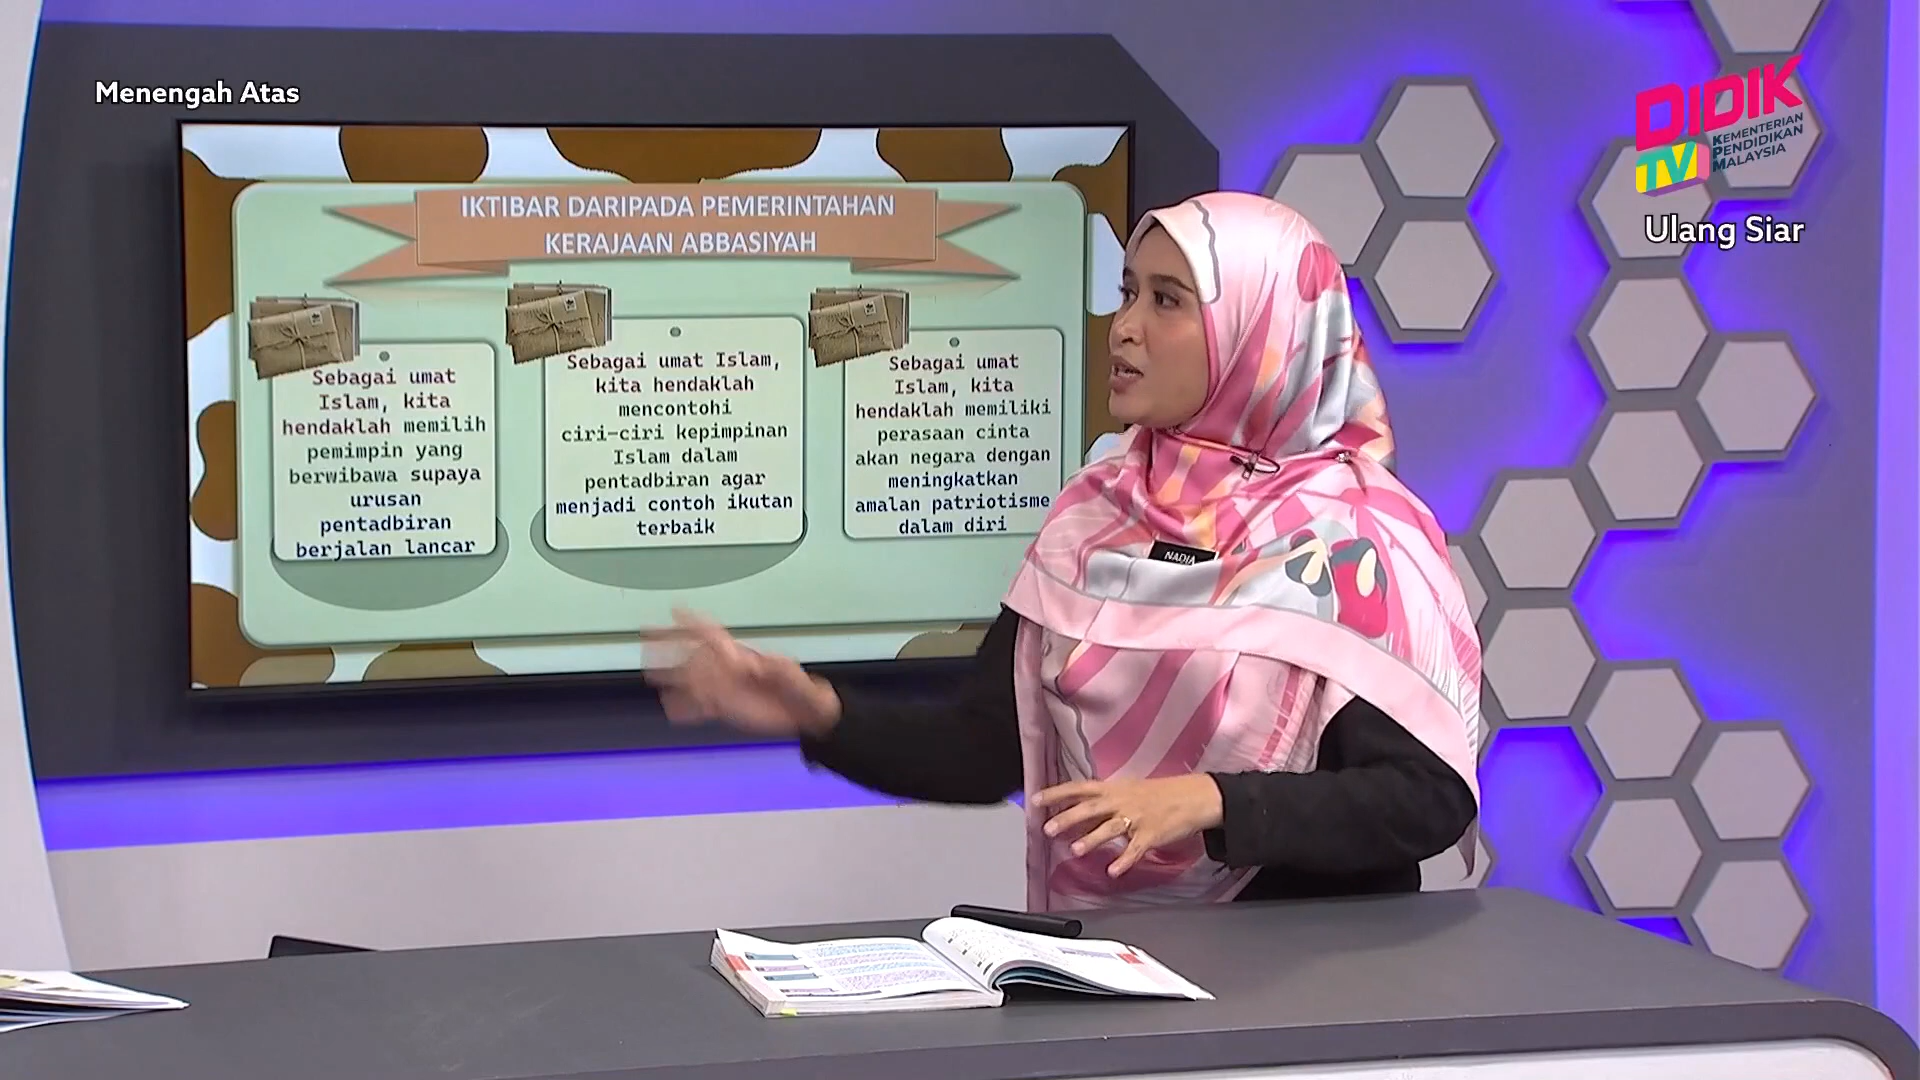 Menengah Atas
DIDIK
TV
KEMENTERIAN
PENDIDIKAN
MALAYSIA
Ulang Siar
IKTIBAR DARIPADA PEMERINTAHAN
KERAJAAN ABBASIYAH
Sebagai umat
Islam, kita
hendaklah memilih
pemimpin yang
berwibawa supaya
urusan
pentadbiran
berjalan lancar
Sebagai umat Islam,
kita hendaklah
mencontohi
ciri-ciri kepimpinan
Islam dalam
pentadbiran agar
menjadi contoh ikutan
terbaik
Sebagai umat
Islam, kita
hendaklah memiliki
perasaan cinta
akan negara dengan
meningkatkan
amalan patriotisme
dalam diri
NADIA